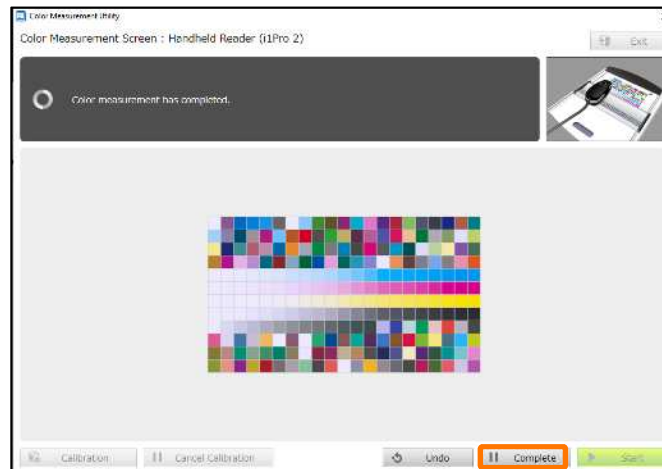 Color Measurement Utility
Color Measurement Screen : Handheld Reader (i1Pro 2)
Exit
Color measurement has completed.
Calibration
Cancel Calibration
Undo
Complete
Start